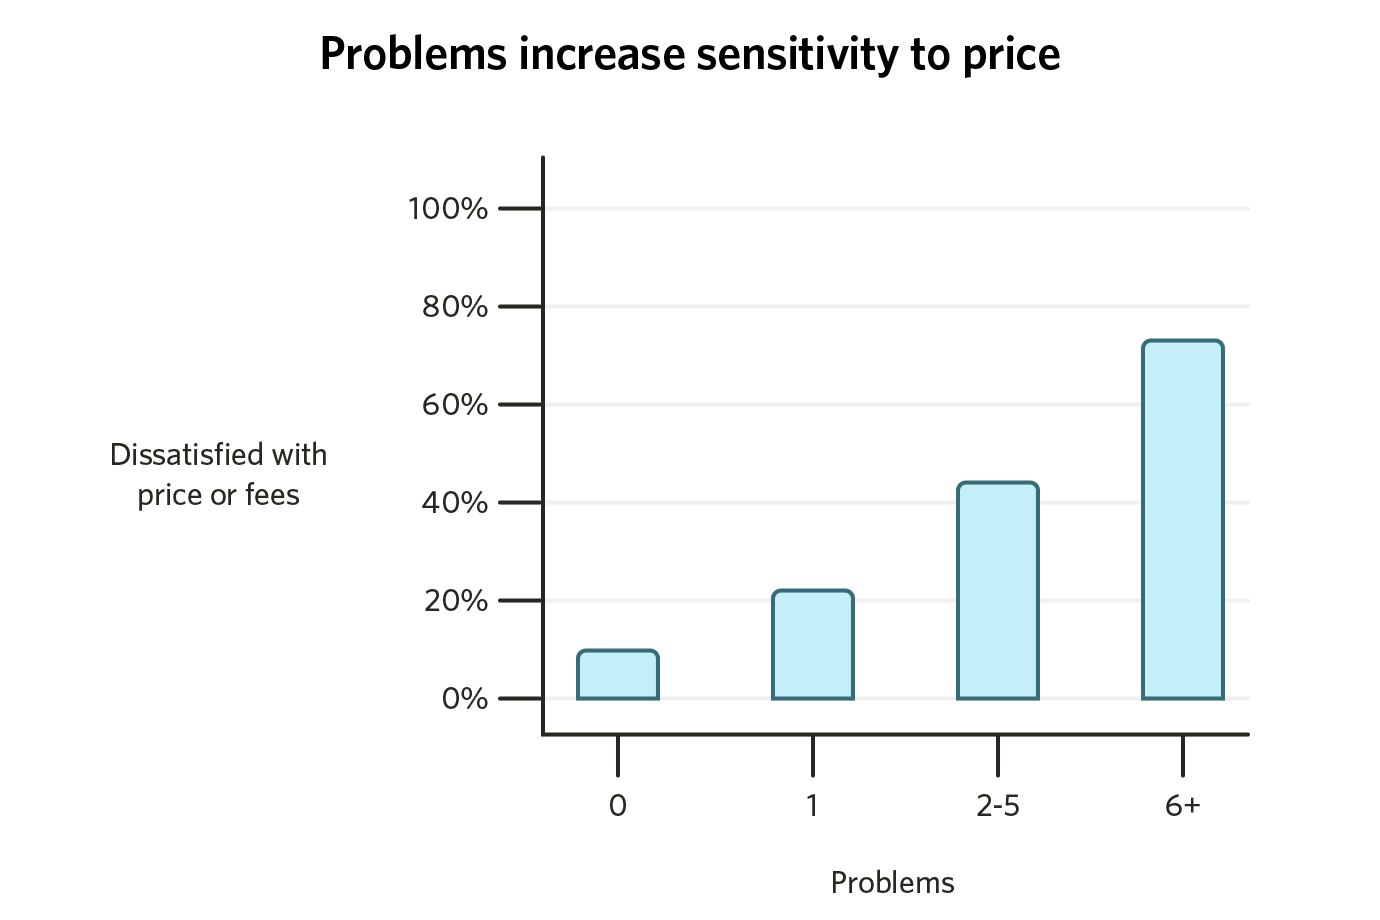 Problems increase sensitivity to price
100%
80%
60%
Dissatisfied with
price or fees
40%
20%
0%
0
1
2-5
6+
Problems